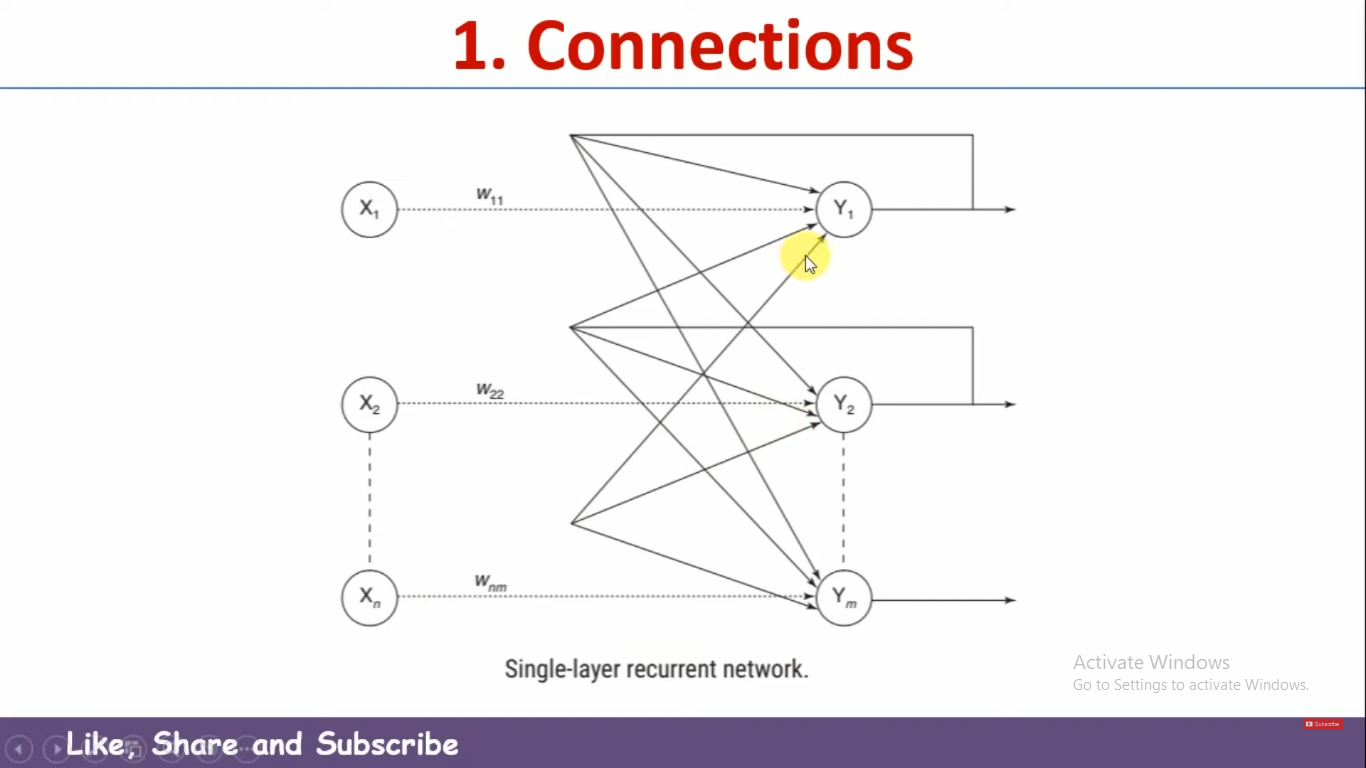 1. Connections
X1 w11 Y1
X2 w22 Y2
Xn wnm Ym
Single-layer recurrent network.
Activate Windows
Go to Settings to activate Windows.
Subscribe
Like, Share and Subscribe